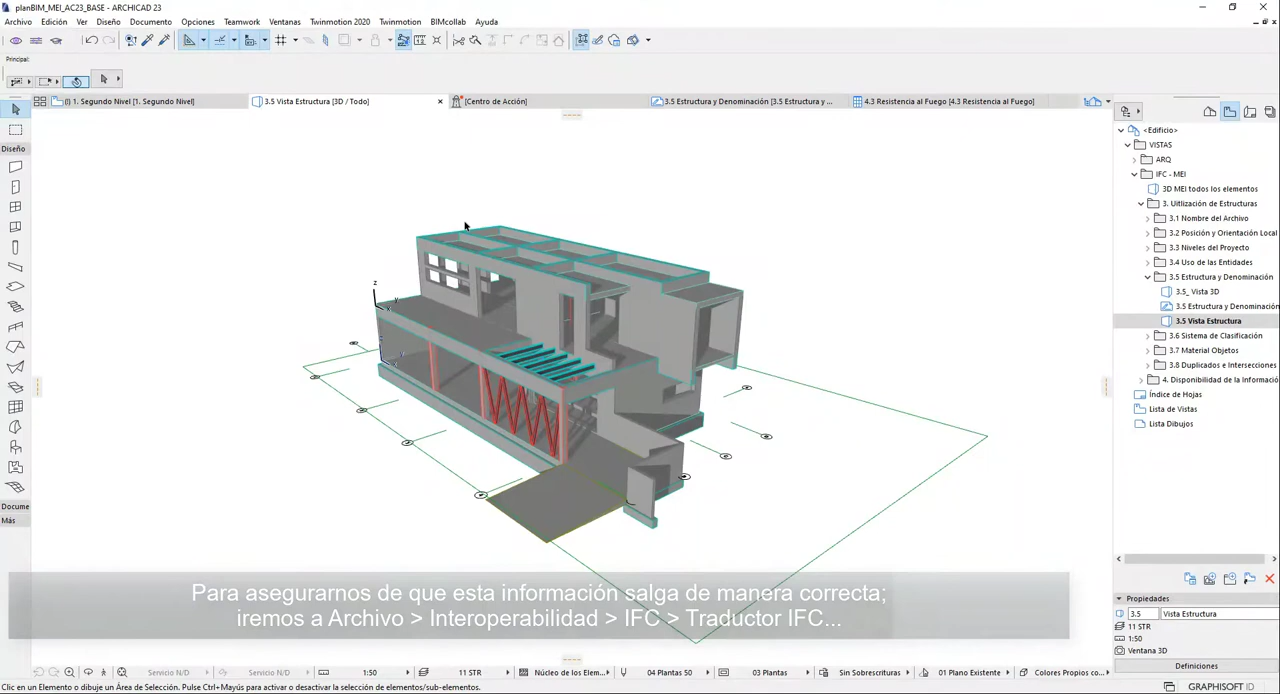 planBIM_MEI_AC23_BASE - ARCHICAD 23
Archivo Edición Ver Diseño Documento Opciones Teamwork Ventanas Twinmotion 2020 Twinmotion BIMcollab Ayuda
Principal:
(I) 1. Segundo Nivel [1. Segundo Nivel]
3.5 Vista Estructura [3D / Todo]
[Centro de Acción]
3.5 Estructura y Denominación [3.5 Estructura y ...
4.3 Resistencia al Fuego [4.3 Resistencia al Fuego]
Diseño
<Edificio>
VISTAS
ARQ
IFC - MEI
3D MEI todos los elementos
3. Utilización de Estructuras
3.1 Nombre del Archivo
3.2 Posición y Orientación Local
3.3 Niveles del Proyecto
3.4 Uso de las Entidades
3.5 Estructura y Denominación
3.5_ Vista 3D
3.5 Estructura y Denominación
3.5 Vista Estructura
3.6 Sistema de Clasificación
3.7 Material Objetos
3.8 Duplicados e Intersecciones
4. Disponibilidad de la Informació
Índice de Hojas
Lista de Vistas
Lista Dibujos
z
Docume
Más
Para asegurarnos de que esta información salga de manera correcta;
iremos a Archivo > Interoperabilidad > IFC > Traductor IFC...
Propiedades
3.5 Vista Estructura
11 STR
1:50
Ventana 3D
Definiciones
Servicio N/D Servicio N/D 1:50 11 STR Núcleo de los Elem... 04 Plantas 50 03 Plantas Sin Sobrescrituras 01 Plano Existente Colores Propios co...
Clic en un Elemento o dibuje un Área de Selección. Pulse Ctrl+Mayús para activar o desactivar la selección de elementos/sub-elementos.
GRAPHISOFT ID